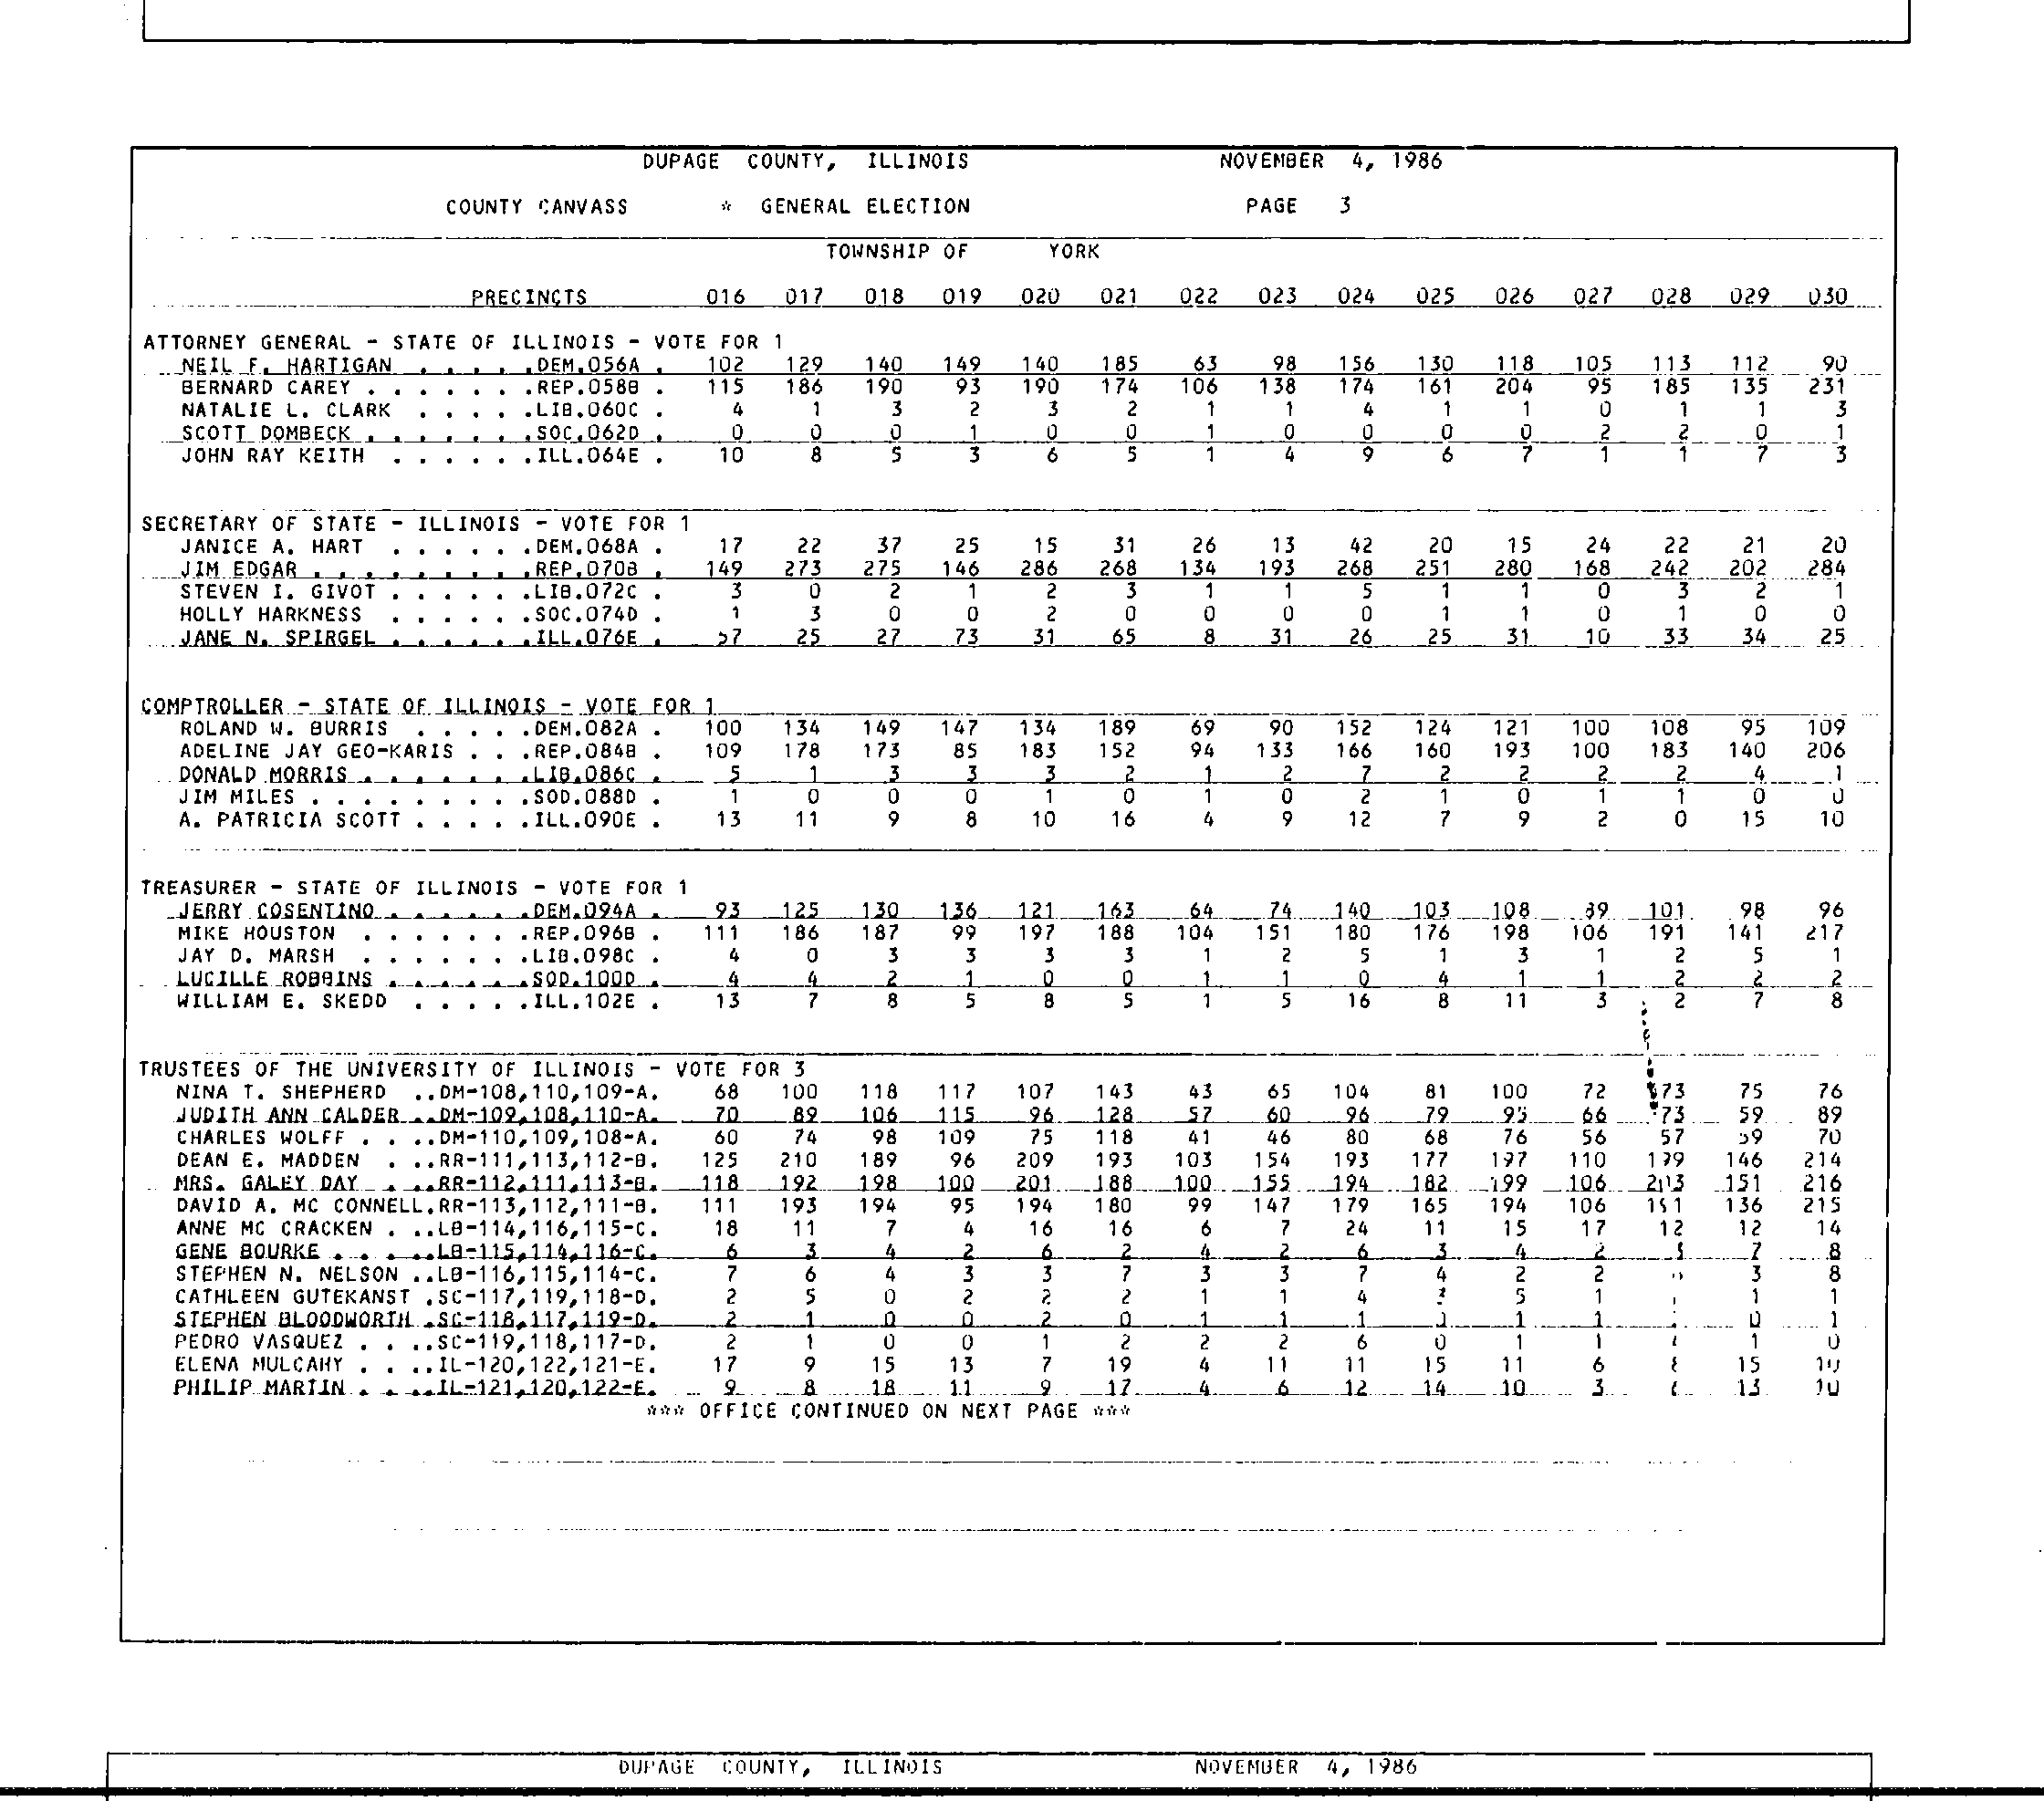 DUPAGE COUNTY, ILLINOIS NOVEMBER 4, 1986
COUNTY CANVASS * GENERAL ELECTION PAGE 3
TOWNSHIP OF YORK
PRECINCTS 016 017 018 019 020 021 022 023 024 025 026 027 028 029 030
ATTORNEY GENERAL - STATE OF ILLINOIS - VOTE FOR 1
NEIL F. HARTIGAN . . . . .DEM.056A . 102 129 140 149 140 185 63 98 156 130 118 105 113 112 90
BERNARD CAREY . . . . . . .REP.058B . 115 186 190 93 190 174 106 138 174 161 204 95 185 135 231
NATALIE L. CLARK . . . . .LIB.060C . 4 1 3 2 3 2 1 1 4 1 1 0 1 1 3
SCOTT DOMBECK . . . . . . .SOC.062D . 0 0 0 1 0 0 1 0 0 0 0 2 2 0 1
JOHN RAY KEITH . . . . . .ILL.064E . 10 8 5 3 6 5 1 4 9 6 7 1 1 7 3
SECRETARY OF STATE - ILLINOIS - VOTE FOR 1
JANICE A. HART . . . . . .DEM.068A . 17 22 37 25 15 31 26 13 42 20 15 24 22 21 20
JIM EDGAR . . . . . . . . .REP.070B . 149 273 275 146 286 268 134 193 268 251 280 168 242 202 284
STEVEN I. GIVOT . . . . . .LIB.072C . 3 0 2 1 2 3 1 1 5 1 1 0 3 2 1
HOLLY HARKNESS . . . . . .SOC.074D . 1 3 0 0 2 0 0 0 0 1 1 0 1 0 0
JANE N. SPIRGEL . . . . . .ILL.076E . 57 25 27 73 31 65 8 31 26 25 31 10 33 34 25
COMPTROLLER - STATE OF ILLINOIS - VOTE FOR 1
ROLAND W. BURRIS . . . . .DEM.082A . 100 134 149 147 134 189 69 90 152 124 121 100 108 95 109
ADELINE JAY GEO-KARIS . . .REP.084B . 109 178 173 85 183 152 94 133 166 160 193 100 183 140 206
DONALD MORRIS . . . . . . .LIB.086C . 5 1 3 3 3 2 1 2 7 2 2 2 2 4 1
JIM MILES . . . . . . . . .SOD.088D . 1 0 0 0 1 0 1 0 2 1 0 1 1 0 0
A. PATRICIA SCOTT . . . . .ILL.090E . 13 11 9 8 10 16 4 9 12 7 9 2 0 15 10
TREASURER - STATE OF ILLINOIS - VOTE FOR 1
JERRY COSENTINO . . . . . .DEM.094A . 93 125 130 136 121 163 64 74 140 103 108 89 101 98 96
MIKE HOUSTON . . . . . . .REP.096B . 111 186 187 99 197 188 104 151 180 176 198 106 191 141 217
JAY D. MARSH . . . . . . .LIB.098C . 4 0 3 3 3 3 1 2 5 1 3 1 2 5 1
LUCILLE ROBBINS . . . . . .SOD.100D . 4 4 2 1 0 0 1 1 0 4 1 1 2 2 2
WILLIAM E. SKEDD . . . . .ILL.102E . 13 7 8 5 8 5 1 5 16 8 11 3 2 7 8
TRUSTEES OF THE UNIVERSITY OF ILLINOIS - VOTE FOR 3
NINA T. SHEPHERD ..DM-108,110,109-A. 68 100 118 117 107 143 43 65 104 81 100 72 73 75 76
JUDITH ANN CALDER ..DM-109,108,110-A. 70 89 106 115 96 128 57 60 96 79 95 66 73 59 89
CHARLES WOLFF . . ..DM-110,109,108-A. 60 74 98 109 75 118 41 46 80 68 76 56 57 59 70
DEAN E. MADDEN . ..RR-111,113,112-B. 125 210 189 96 209 193 103 154 193 177 197 110 199 146 214
MRS. GALEY DAY . ..RR-112,111,113-B. 118 192 198 100 201 188 100 155 194 182 199 106 203 151 216
DAVID A. MC CONNELL.RR-113,112,111-B. 111 193 194 95 194 180 99 147 179 165 194 106 136 215
ANNE MC CRACKEN . ..LB-114,116,115-C. 18 11 7 4 16 16 6 7 24 11 15 17 12 12 14
GENE BOURKE . . . ..LB-115,114,116-C. 6 3 4 2 6 2 4 2 6 3 4 2 7 8
STEPHEN N. NELSON ..LB-116,115,114-C. 7 6 4 3 3 7 3 3 7 4 2 2 3 8
CATHLEEN GUTEKANST .SC-117,119,118-D. 2 5 0 2 2 2 1 1 4 5 1 1 1
STEPHEN BLOODWORTH .SC-118,117,119-D. 2 1 0 0 2 0 1 1 1 1 1 0 1
PEDRO VASQUEZ . . ..SC-119,118,117-D. 2 1 0 0 1 2 2 2 6 0 1 1 1 0
ELENA MULCAHY . . ..IL-120,122,121-E. 17 9 15 13 7 19 4 11 11 15 11 6 15 10
PHILIP MARTIN . . ..IL-121,120,122-E. 9 8 18 11 9 17 4 6 12 14 10 3 13 10
*** OFFICE CONTINUED ON NEXT PAGE ***
DUPAGE COUNTY, ILLINOIS NOVEMBER 4, 1986